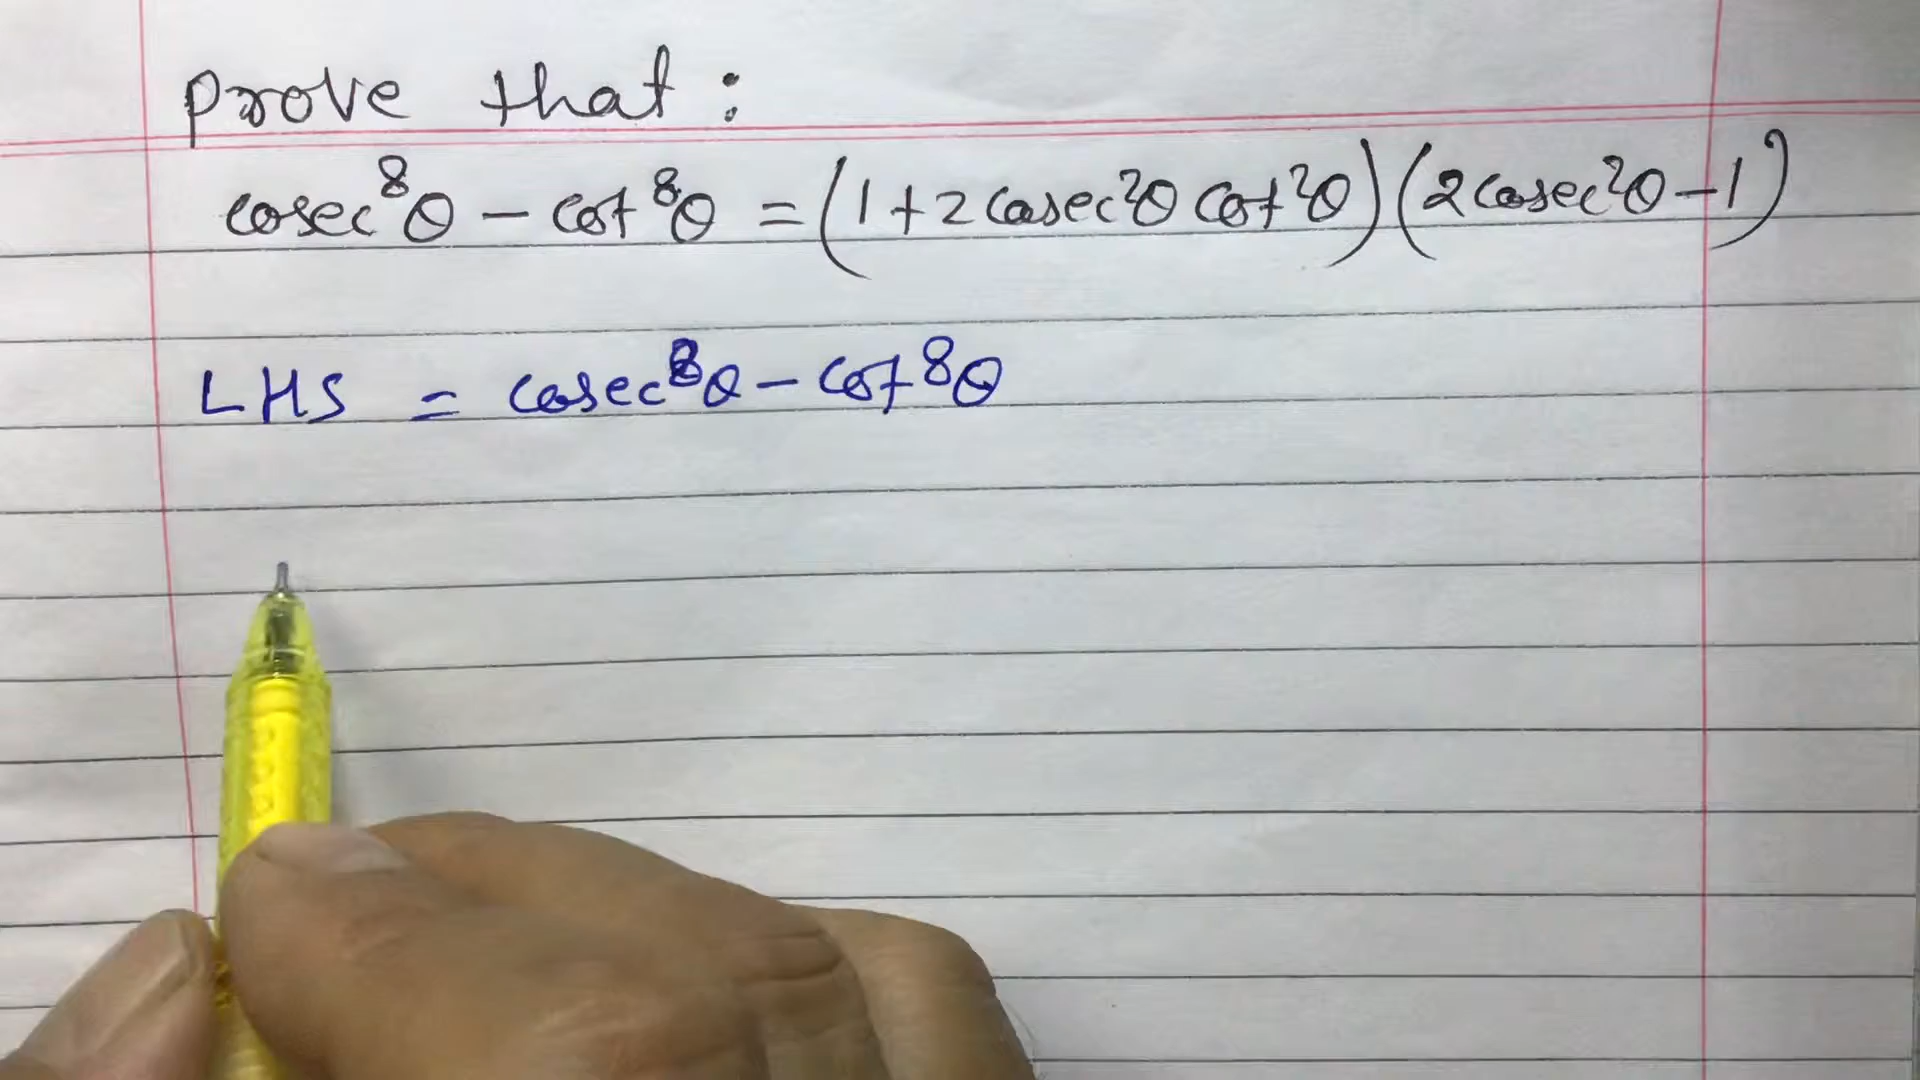 Prove that :
cosec⁸θ – cot⁸θ = (1+2cosec²θ cot²θ)(2cosec²θ–1)
LHS = cosec⁸θ – cot⁸θ